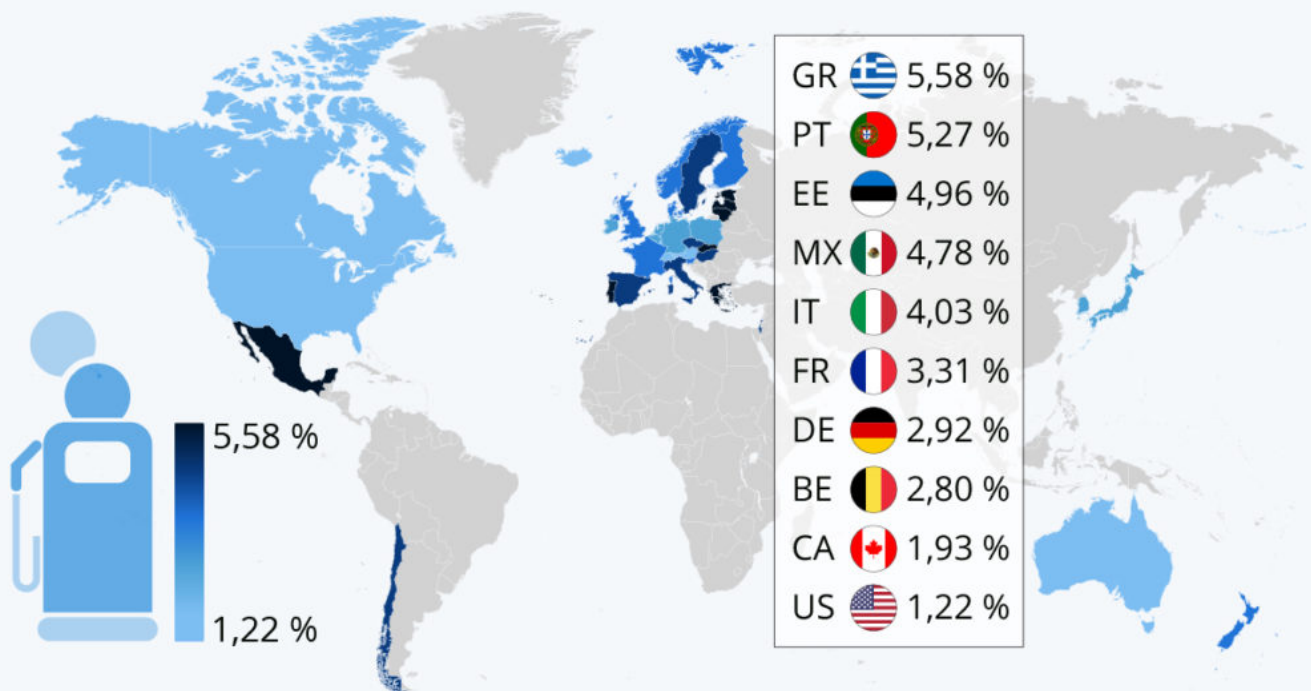 GR 5,58 %
PT 5,27 %
EE 4,96 %
MX 4,78 %
IT 4,03 %
FR 3,31 %
DE 2,92 %
BE 2,80 %
CA 1,93 %
US 1,22 %
5,58 %
1,22 %